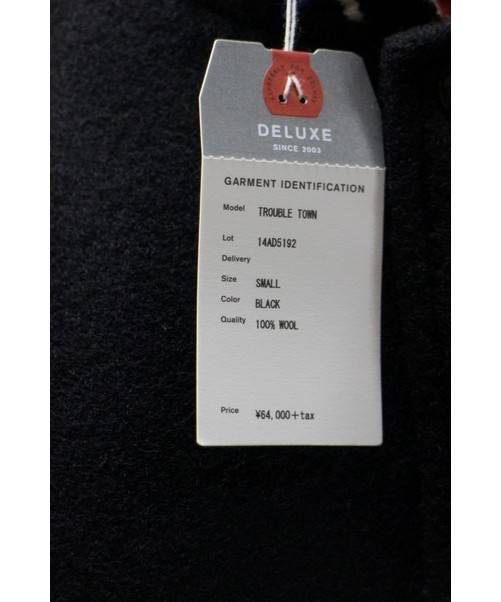 DELUXE
SINCE 2003
GARMENT IDENTIFICATION
Model TROUBLE TOWN
Lot 14AD5192
Delivery
Size SMALL
Color BLACK
Quality 100% WOOL
Price ¥64,000+tax